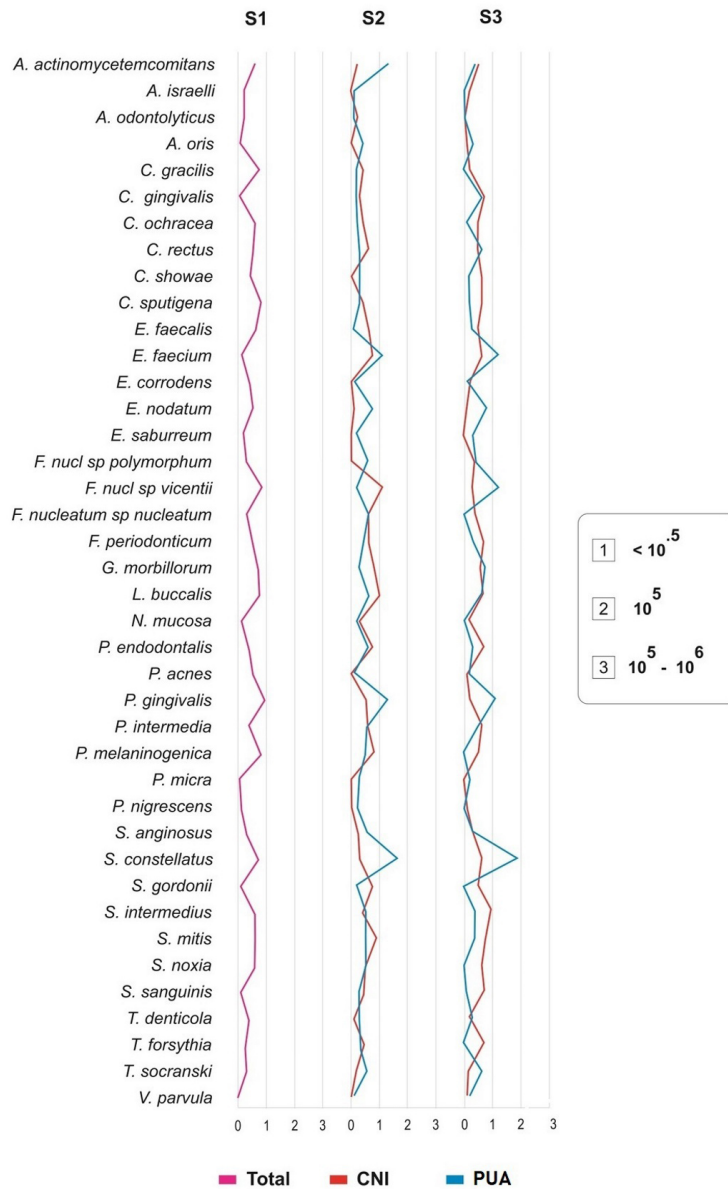 S1 S2 S3
A. actinomycetemcomitans
A. israelli
A. odontolyticus
A. oris
C. gracilis
C. gingivalis
C. ochracea
C. rectus
C. showae
C. sputigena
E. faecalis
E. faecium
E. corrodens
E. nodatum
E. saburreum
F. nucl sp polymorphum
F. nucl sp vicentii
F. nucleatum sp nucleatum
F. periodonticum
G. morbillorum
L. buccalis
N. mucosa
P. endodontalis
P. acnes
P. gingivalis
P. intermedia
P. melaninogenica
P. micra
P. nigrescens
S. anginosus
S. constellatus
S. gordonii
S. intermedius
S. mitis
S. noxia
S. sanguinis
T. denticola
T. forsythia
T. socranski
V. parvula
0 1 2 3 0 1 2 3 0 1 2 3
Total CNI PUA
1 < 10^.5
2 10^5
3 10^5 - 10^6